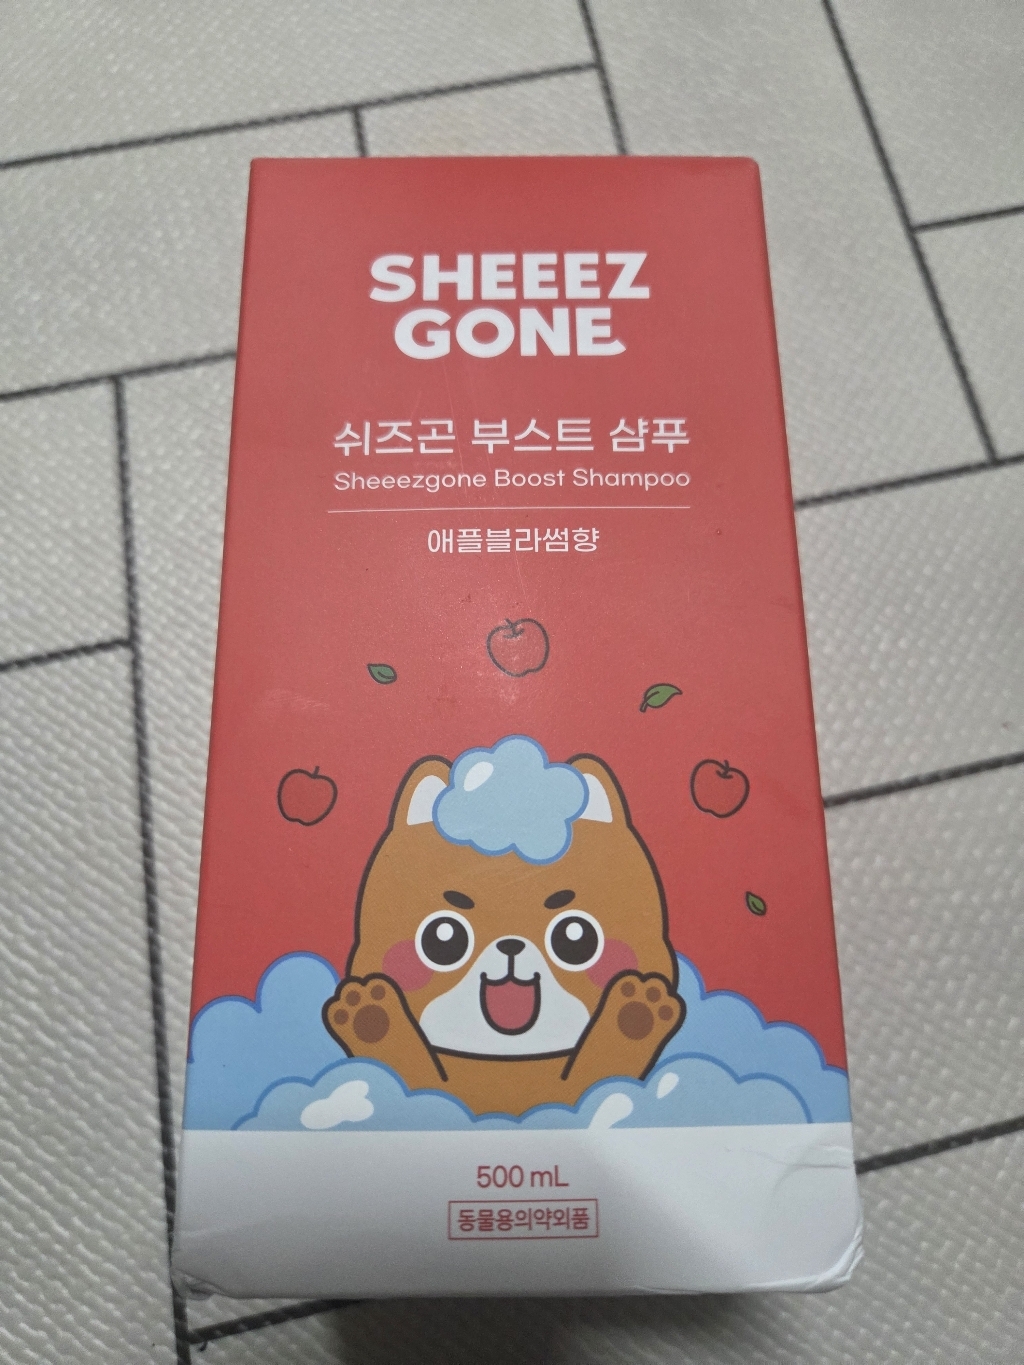 SHEEEZ
GONE
쉬즈곤 부스트 샴푸
Sheeezgone Boost Shampoo
애플블라썸향
500 mL
동물용의약외품